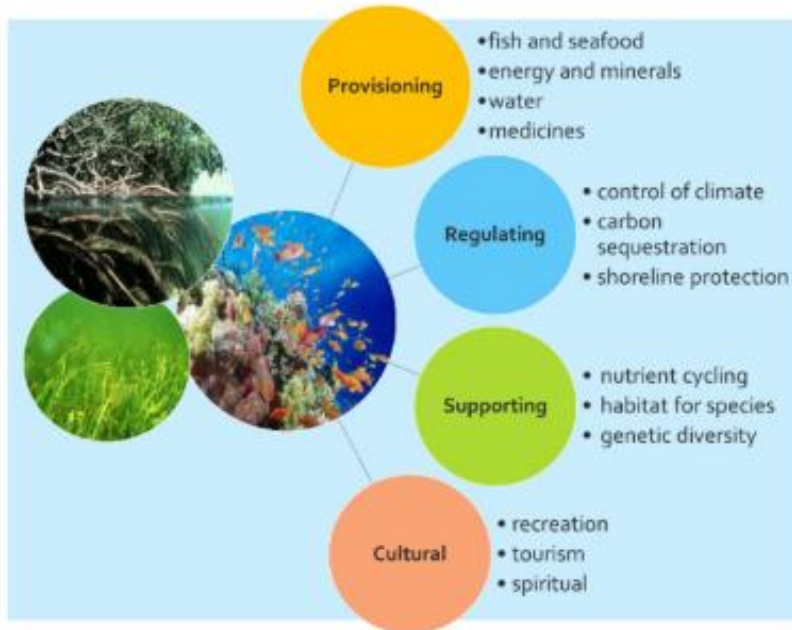 Provisioning
•fish and seafood
•energy and minerals
•water
•medicines
Regulating
• control of climate
• carbon
sequestration
• shoreline protection
Supporting
• nutrient cycling
• habitat for species
• genetic diversity
Cultural
• recreation
• tourism
• spiritual